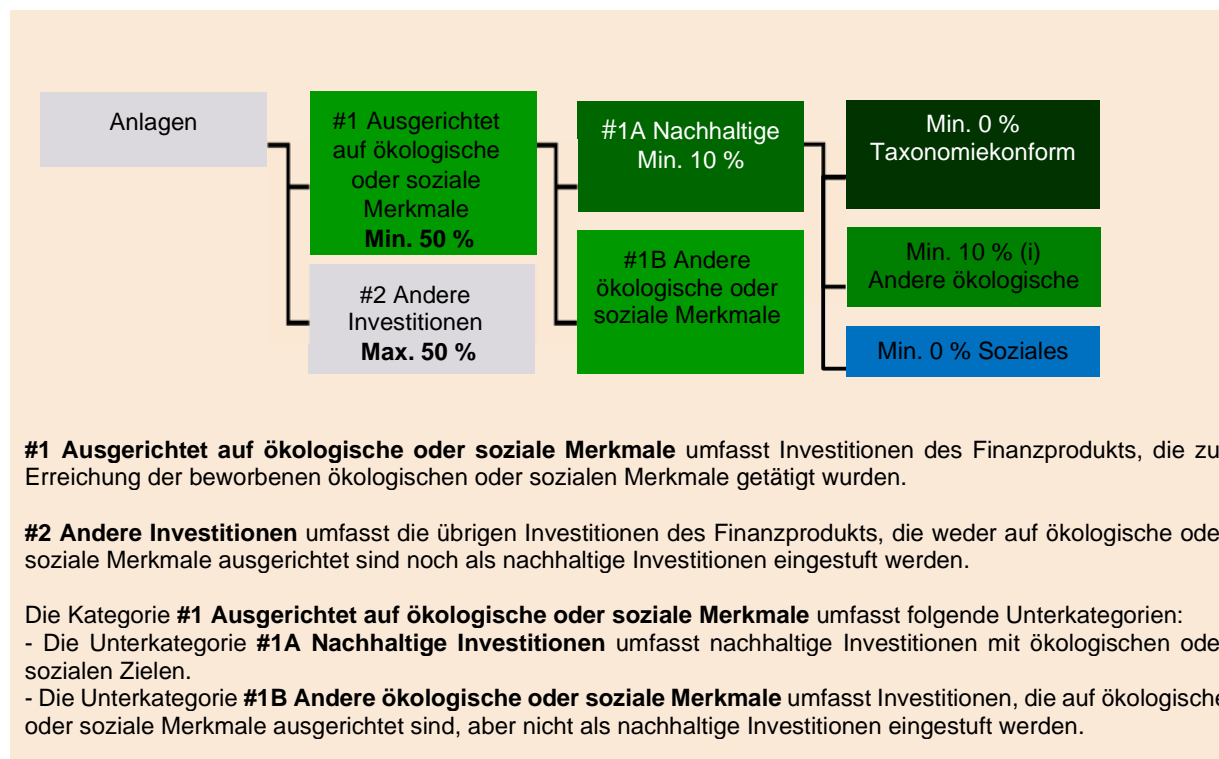 Anlagen
#1 Ausgerichtet
auf ökologische
oder soziale
Merkmale
Min. 50 %
#2 Andere
Investitionen
Max. 50 %
#1A Nachhaltige
Min. 10 %
#1B Andere
ökologische oder
soziale Merkmale
Min. 0 %
Taxonomiekonform
Min. 10 % (i)
Andere ökologische
Min. 0 % Soziales
#1 Ausgerichtet auf ökologische oder soziale Merkmale umfasst Investitionen des Finanzprodukts, die zu
Erreichung der beworbenen ökologischen oder sozialen Merkmale getätigt wurden.
#2 Andere Investitionen umfasst die übrigen Investitionen des Finanzprodukts, die weder auf ökologische ode
soziale Merkmale ausgerichtet sind noch als nachhaltige Investitionen eingestuft werden.
Die Kategorie #1 Ausgerichtet auf ökologische oder soziale Merkmale umfasst folgende Unterkategorien:
- Die Unterkategorie #1A Nachhaltige Investitionen umfasst nachhaltige Investitionen mit ökologischen ode
sozialen Zielen.
- Die Unterkategorie #1B Andere ökologische oder soziale Merkmale umfasst Investitionen, die auf ökologische
oder soziale Merkmale ausgerichtet sind, aber nicht als nachhaltige Investitionen eingestuft werden.